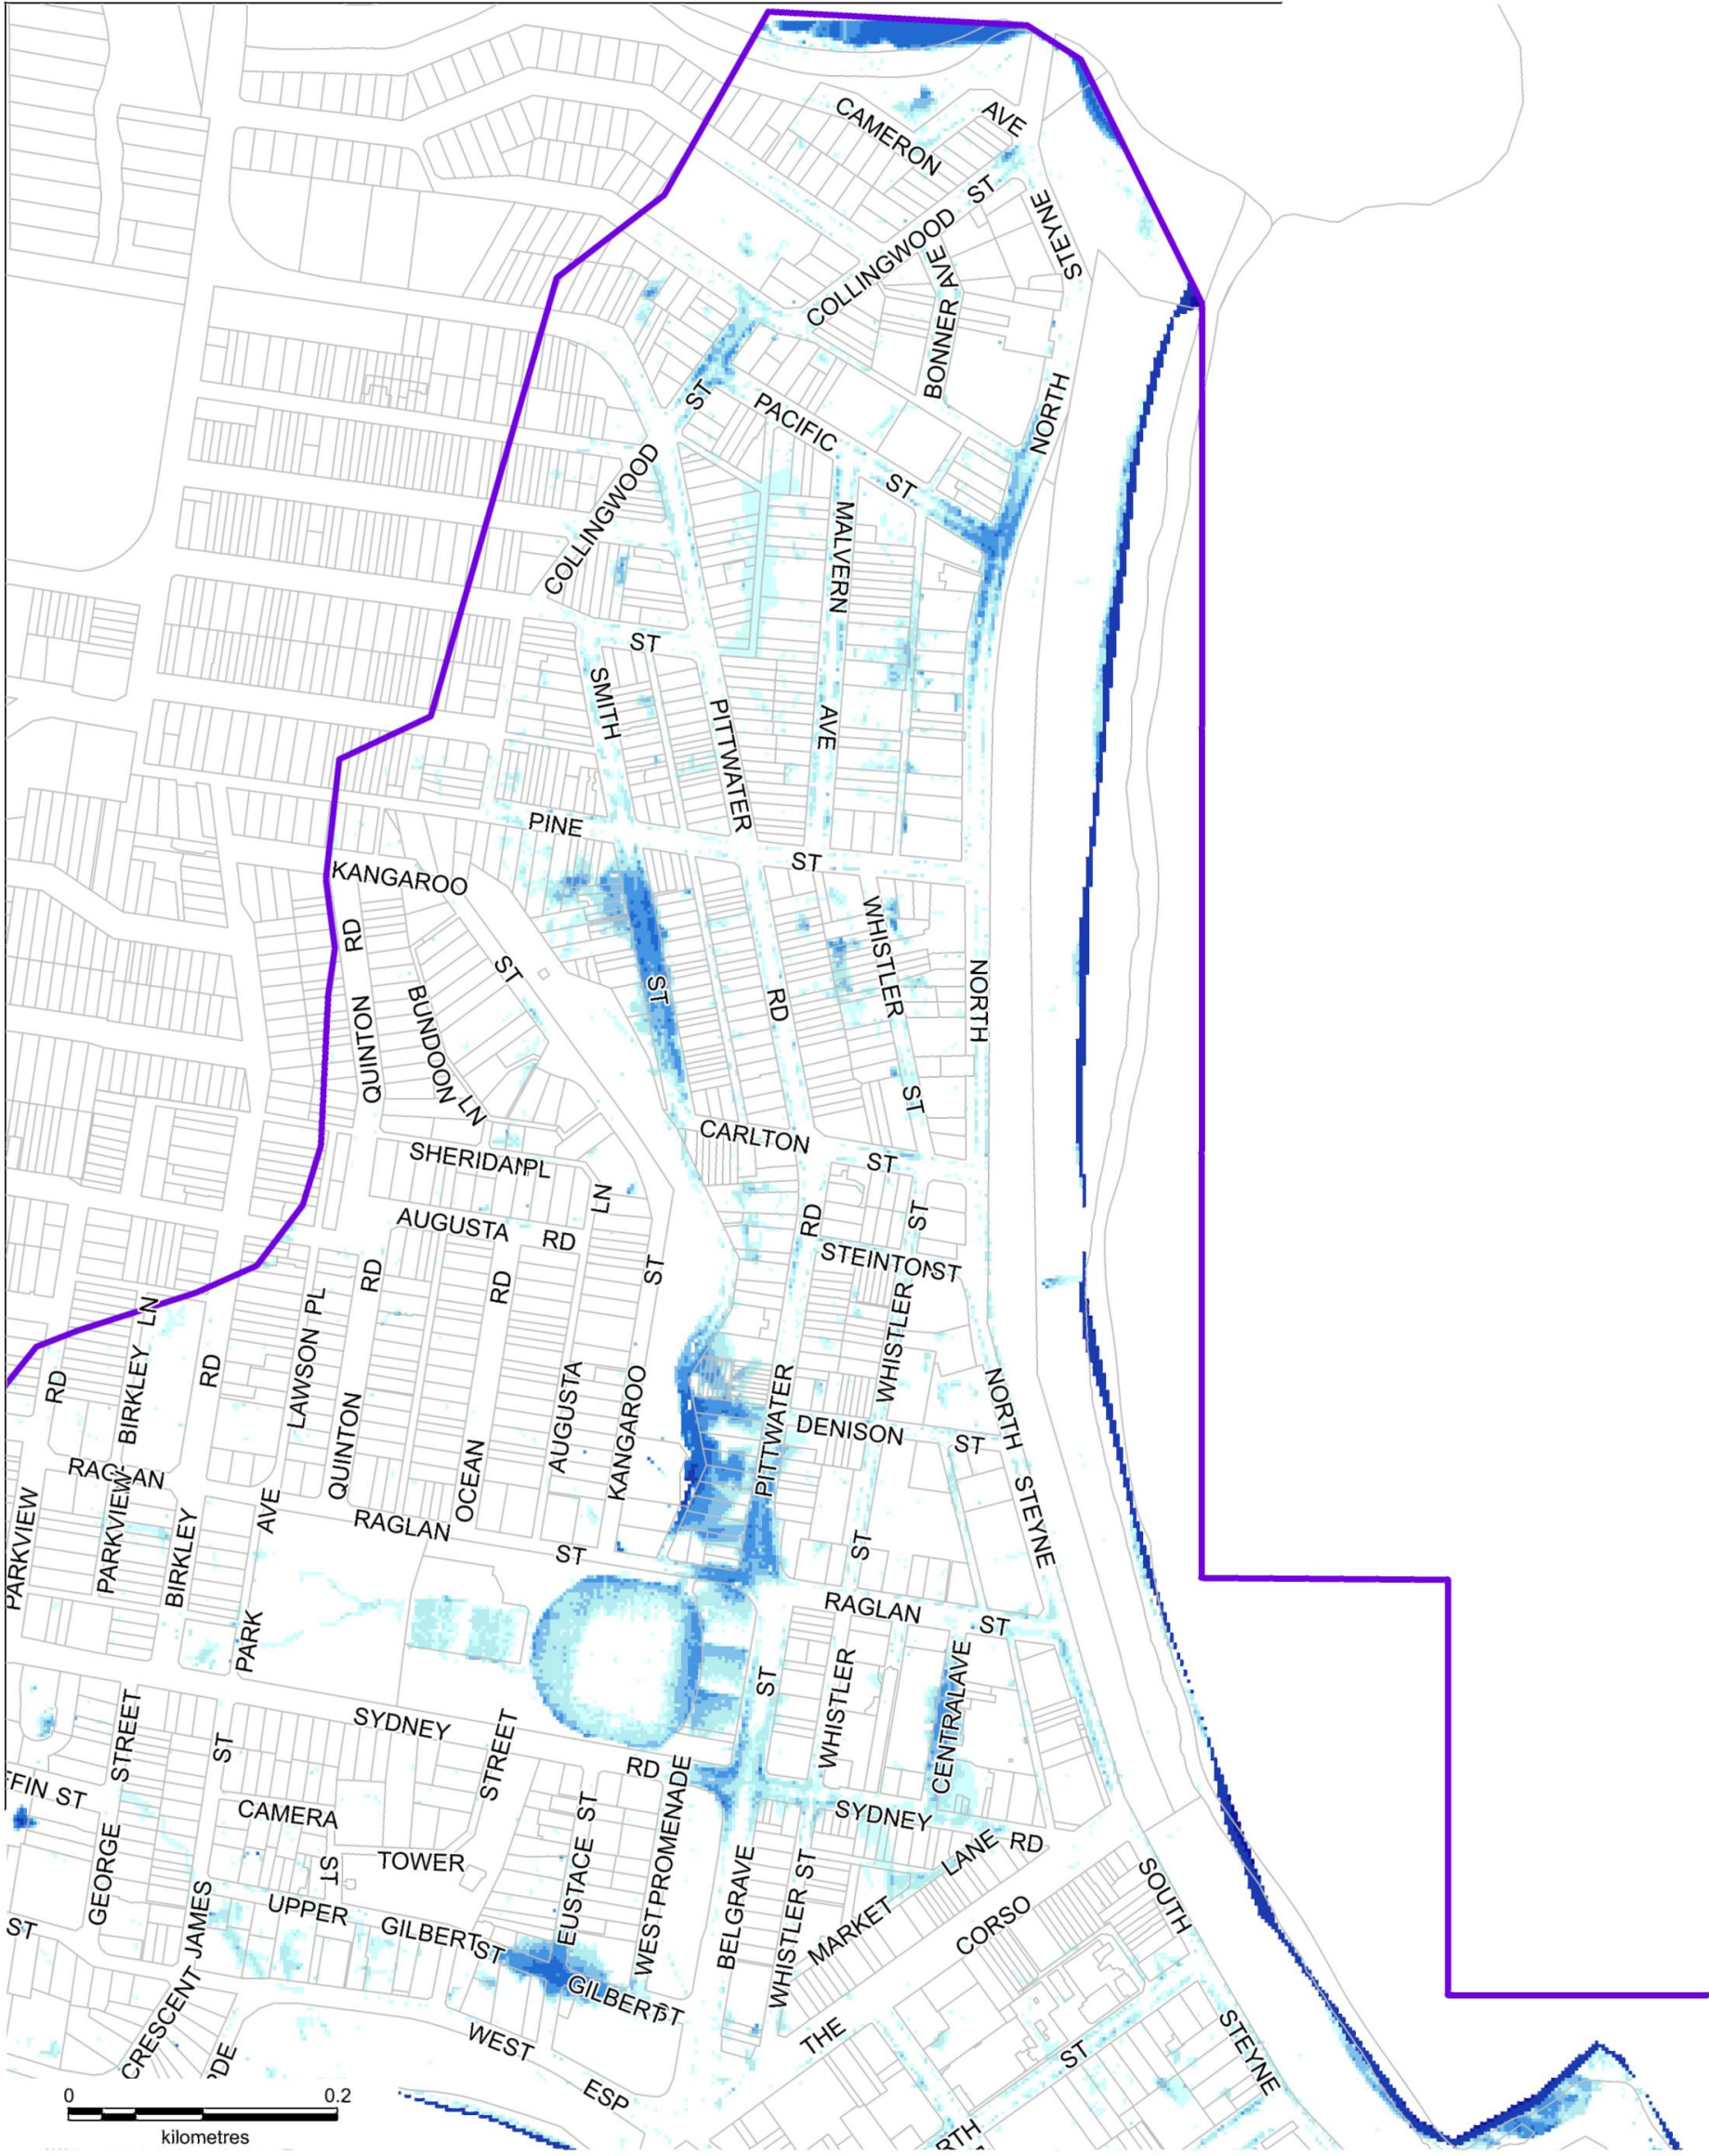 CAMERON
AVE
ST
COLLINGWOOD
STEYNE
BONNER AVE
NORTH
ST
PACIFIC
ST
COLLINGWOOD
MALVERN
ST
SMITH
AVE
PITTWATER
PINE
ST
KANGAROO
RD
ST
WHISTLER
ST
NORTH
RD
QUINTON
BUNDOON
LN
ST
CARLTON
ST
SHERIDAN
PL
LN
AUGUSTA
RD
RD
ST
STEINTON
ST
RD
RD
ST
LN
LAWSON PL
WHISTLER
RD
RD
BIRKLEY
QUINTON
AUGUSTA
KANGAROO
PITTWATER
NORTH
DENISON
ST
RAGLAN
OCEAN
STEYNE
PARKVIEW
PARKVIEW
BIRKLEY
AVE
RAGLAN
ST
ST
RAGLAN
ST
PARK
ST
WHISTLER
CENTRAL AVE
SYDNEY
STREET
STREET
ST
RD
FFIN ST
CAMERA
ST
SYDNEY
RD
GEORGE
ST
TOWER
EUSTACE ST
WEST PROMENADE
BELGRAVE
WHISTLER ST
LANE
MARKET
SOUTH
JAMES
UPPER
GILBERT
ST
CORSO
ST
GILBERT
ST
CRESCENT
WEST
THE
ST
STEYNE
DE
ESP
RTH
0
0.2
kilometres